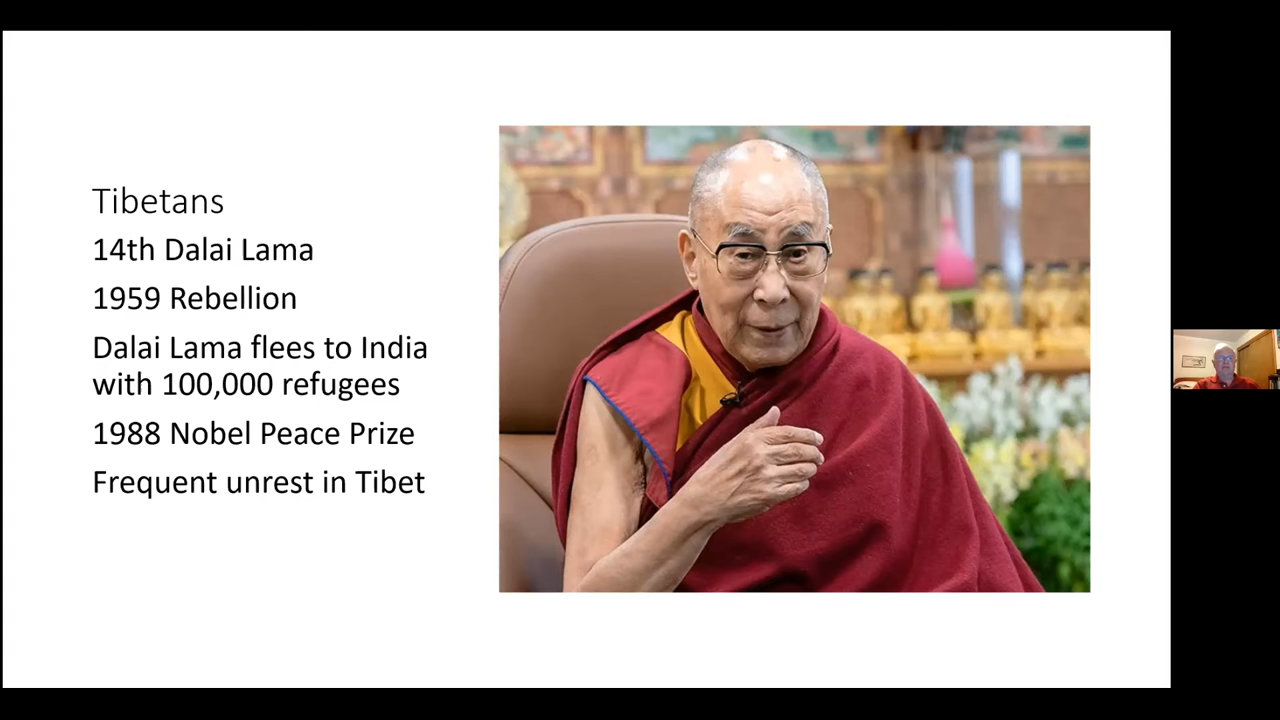 Tibetans
14th Dalai Lama
1959 Rebellion
Dalai Lama flees to India
with 100,000 refugees
1988 Nobel Peace Prize
Frequent unrest in Tibet